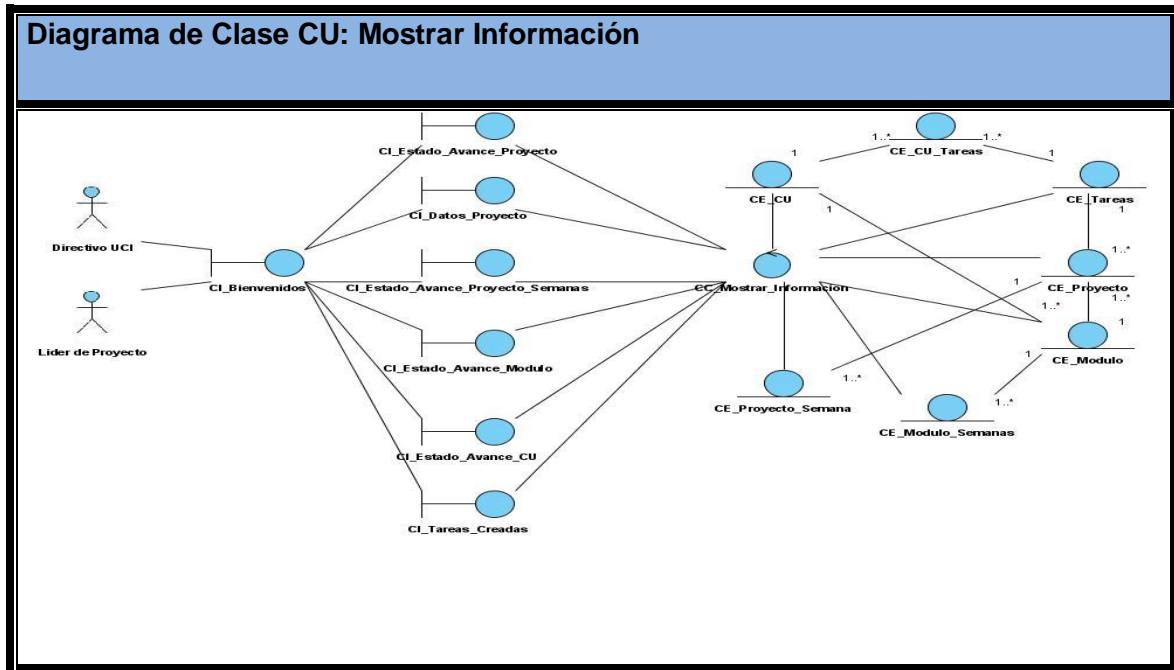 Diagrama de Clase CU: Mostrar Información
CI_Estado_Avance_Proyecto
CI_Datos_Proyecto
Directivo UCI
CI_Bienvenidos
CI_Estado_Avance_Proyecto_Semanas
Lider de Proyecto
CI_Estado_Avance_Modulo
CI_Estado_Avance_CU
CI_Tareas_Creadas
1..*
1..*
CE_CU_Tareas
1
1
CE_CU
CE_Tareas
1
1
1..*
CC_Mostrar_Informacion
1
CE_Proyecto
1..*
1..*
1
1
CE_Modulo
1..*
1..*
CE_Proyecto_Semana
CE_Modulo_Semanas